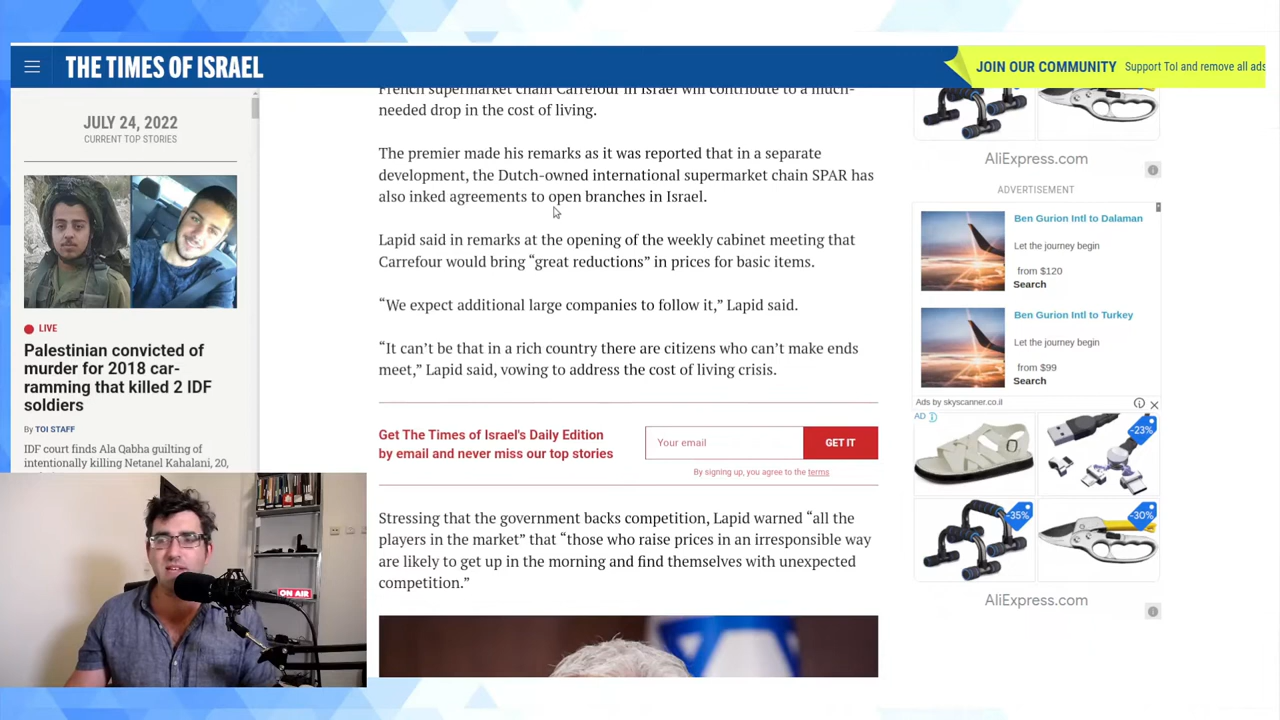 THE TIMES OF ISRAEL
JOIN OUR COMMUNITY Support ToI and remove all ads
JULY 24, 2022
CURRENT TOP STORIES
LIVE
Palestinian convicted of
murder for 2018 car-
ramming that killed 2 IDF
soldiers
By TOI STAFF
IDF court finds Ala Qabha guilting of
intentionally killing Netanel Kahalani, 20,
French supermarket chain Carrefour in Israel will contribute to a much-
needed drop in the cost of living.
The premier made his remarks as it was reported that in a separate
development, the Dutch-owned international supermarket chain SPAR has
also inked agreements to open branches in Israel.
Lapid said in remarks at the opening of the weekly cabinet meeting that
Carrefour would bring “great reductions” in prices for basic items.
“We expect additional large companies to follow it,” Lapid said.
“It can’t be that in a rich country there are citizens who can’t make ends
meet,” Lapid said, vowing to address the cost of living crisis.
Get The Times of Israel's Daily Edition
by email and never miss our top stories
Your email
GET IT
By signing up, you agree to the terms
Stressing that the government backs competition, Lapid warned “all the
players in the market” that “those who raise prices in an irresponsible way
are likely to get up in the morning and find themselves with unexpected
competition.”
AliExpress.com
ADVERTISEMENT
Ben Gurion Intl to Dalaman
Let the journey begin
from $120
Search
Ben Gurion Intl to Turkey
Let the journey begin
from $99
Search
Ads by skyscanner.co.il
AD
-23%
-35%
-30%
AliExpress.com
ON AIR